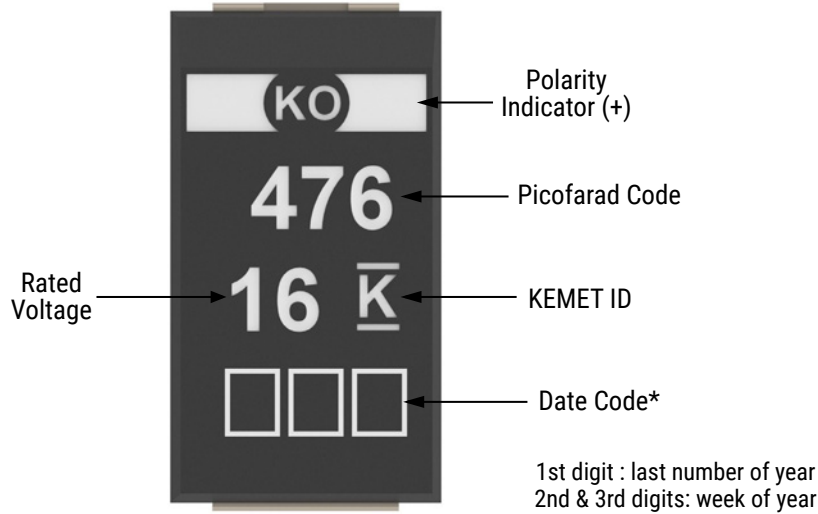 KO
Polarity
Indicator (+)
476
Picofarad Code
Rated
Voltage
16 K
KEMET ID
Date Code*
1st digit : last number of year
2nd & 3rd digits: week of year